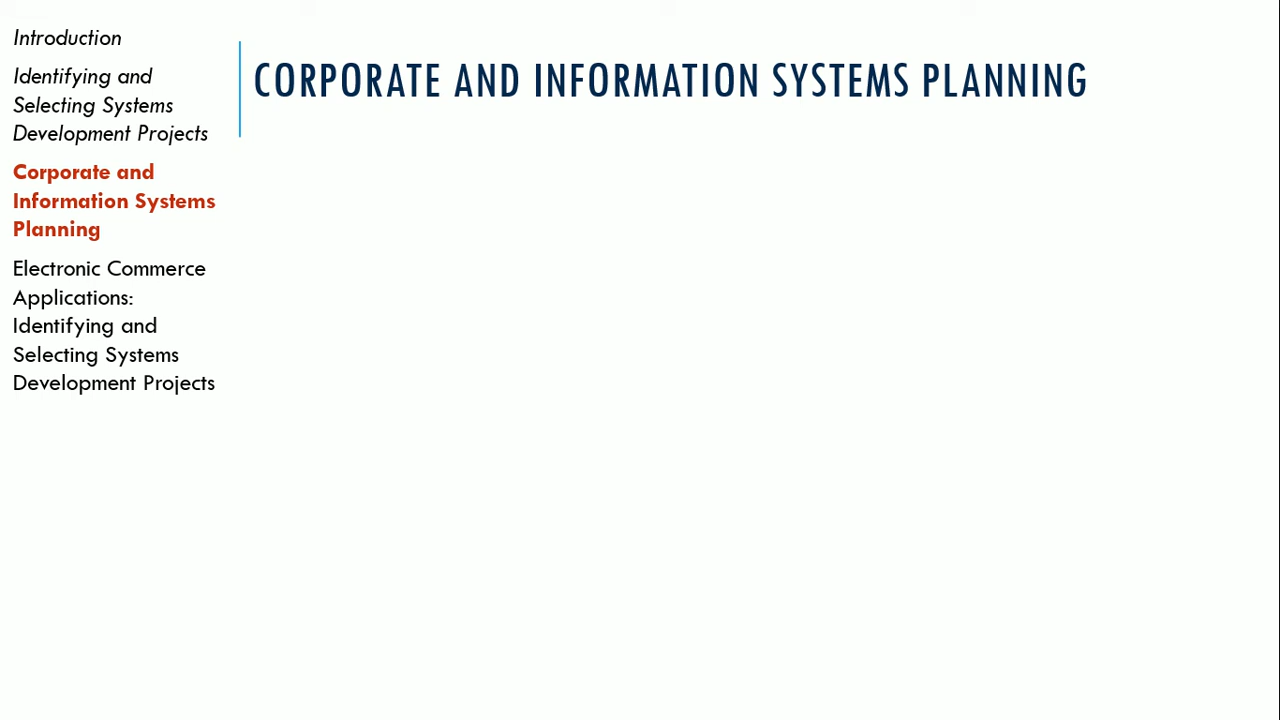 Introduction
Identifying and
Selecting Systems
Development Projects
Corporate and
Information Systems
Planning
Electronic Commerce
Applications:
Identifying and
Selecting Systems
Development Projects
CORPORATE AND INFORMATION SYSTEMS PLANNING